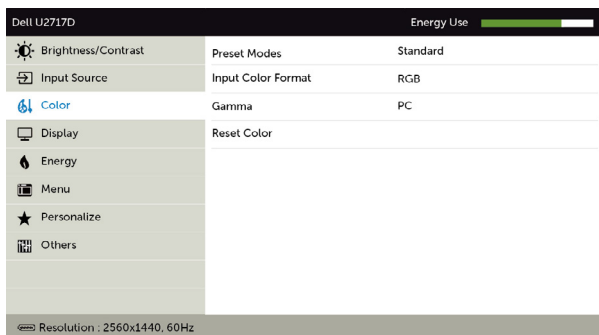 Dell U2717D Energy Use
Brightness/Contrast
Input Source
Color
Display
Energy
Menu
Personalize
Others
Preset Modes Standard
Input Color Format RGB
Gamma PC
Reset Color
Resolution : 2560x1440, 60Hz